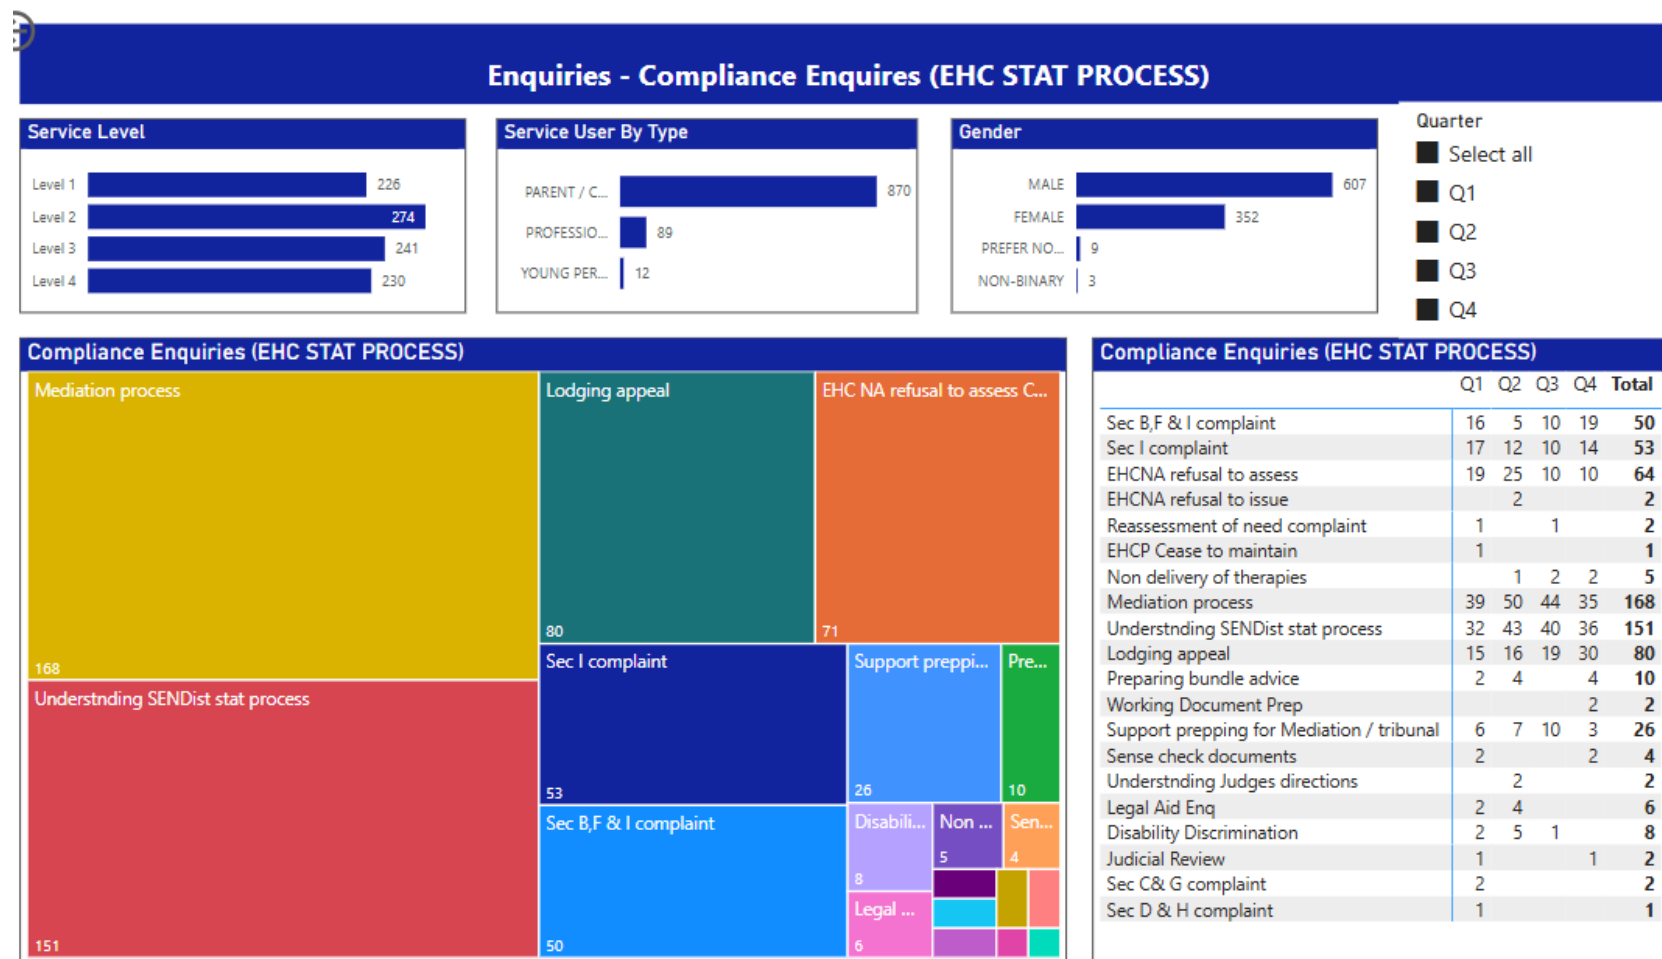 Enquiries - Compliance Enquires (EHC STAT PROCESS)
Service Level
Level 1 226
Level 2 274
Level 3 241
Level 4 230
Service User By Type
PARENT / C... 870
PROFESSIO... 89
YOUNG PER... 12
Gender
MALE 607
FEMALE 352
PREFER NO... 9
NON-BINARY 3
Quarter
Select all
Q1
Q2
Q3
Q4
Compliance Enquiries (EHC STAT PROCESS)
Mediation process
168
Understnding SENDist stat process
151
Lodging appeal
80
EHC NA refusal to assess C...
71
Sec I complaint
53
Sec B,F & I complaint
50
Support preppi...
26
Pre...
10
Disabili...
8
Non ...
5
Sen...
4
Legal ...
6
Compliance Enquiries (EHC STAT PROCESS)
Q1 Q2 Q3 Q4 Total
Sec B,F & I complaint 16 5 10 19 50
Sec I complaint 17 12 10 14 53
EHCNA refusal to assess 19 25 10 10 64
EHCNA refusal to issue 2 2
Reassessment of need complaint 1 1 2
EHCP Cease to maintain 1 1
Non delivery of therapies 1 2 2 5
Mediation process 39 50 44 35 168
Understnding SENDist stat process 32 43 40 36 151
Lodging appeal 15 16 19 30 80
Preparing bundle advice 2 4 4 10
Working Document Prep 2 2
Support prepping for Mediation / tribunal 6 7 10 3 26
Sense check documents 2 2 4
Understnding Judges directions 2 2
Legal Aid Enq 2 4 6
Disability Discrimination 2 5 1 8
Judicial Review 1 1 2
Sec C& G complaint 2 2
Sec D & H complaint 1 1